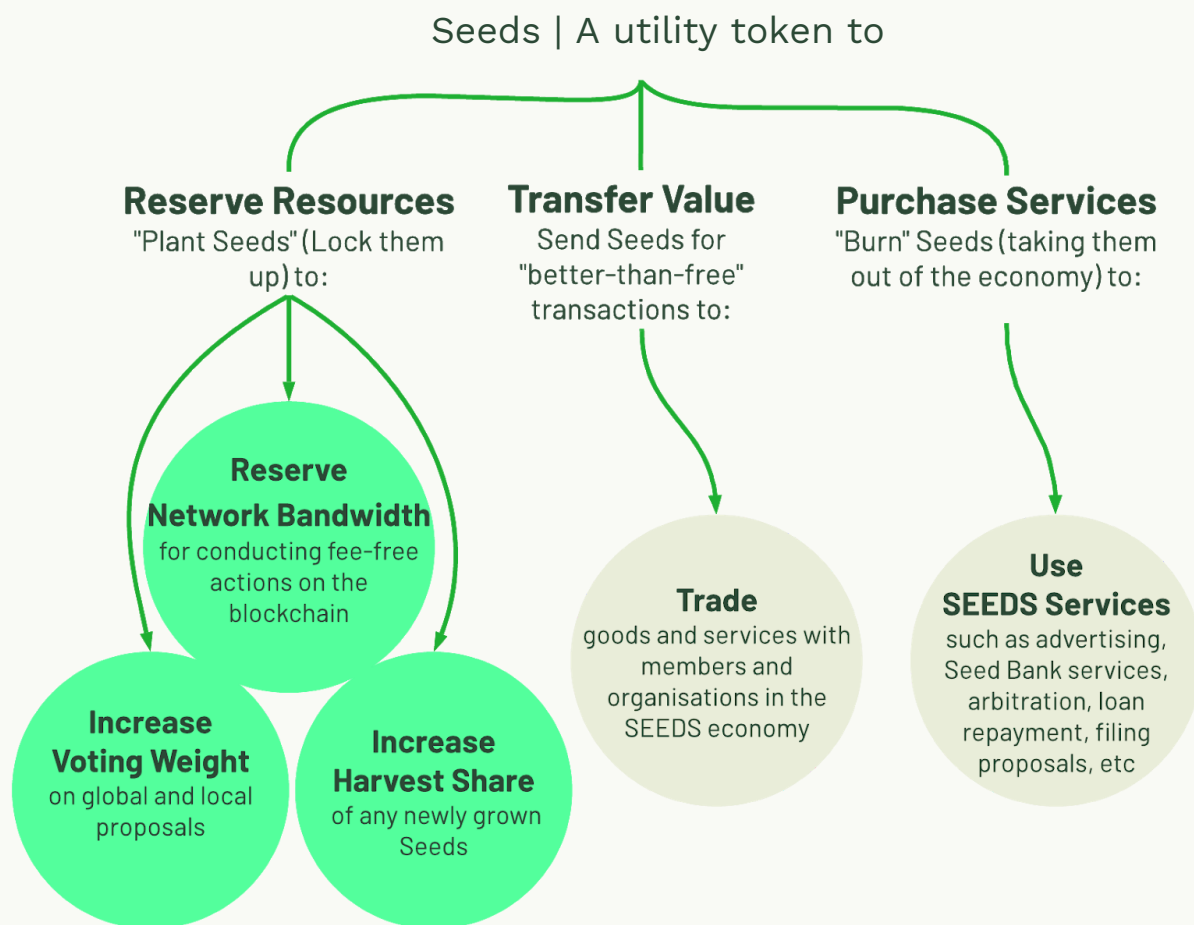 Seeds | A utility token to
Reserve Resources
"Plant Seeds" (Lock them
up) to:
Transfer Value
Send Seeds for
"better-than-free"
transactions to:
Purchase Services
"Burn" Seeds (taking them
out of the economy) to:
Reserve
Network Bandwidth
for conducting fee-free
actions on the
blockchain
Increase
Voting Weight
on global and local
proposals
Increase
Harvest Share
of any newly grown
Seeds
Trade
goods and services with
members and
organisations in the
SEEDS economy
Use
SEEDS Services
such as advertising,
Seed Bank services,
arbitration, loan
repayment, filing
proposals, etc